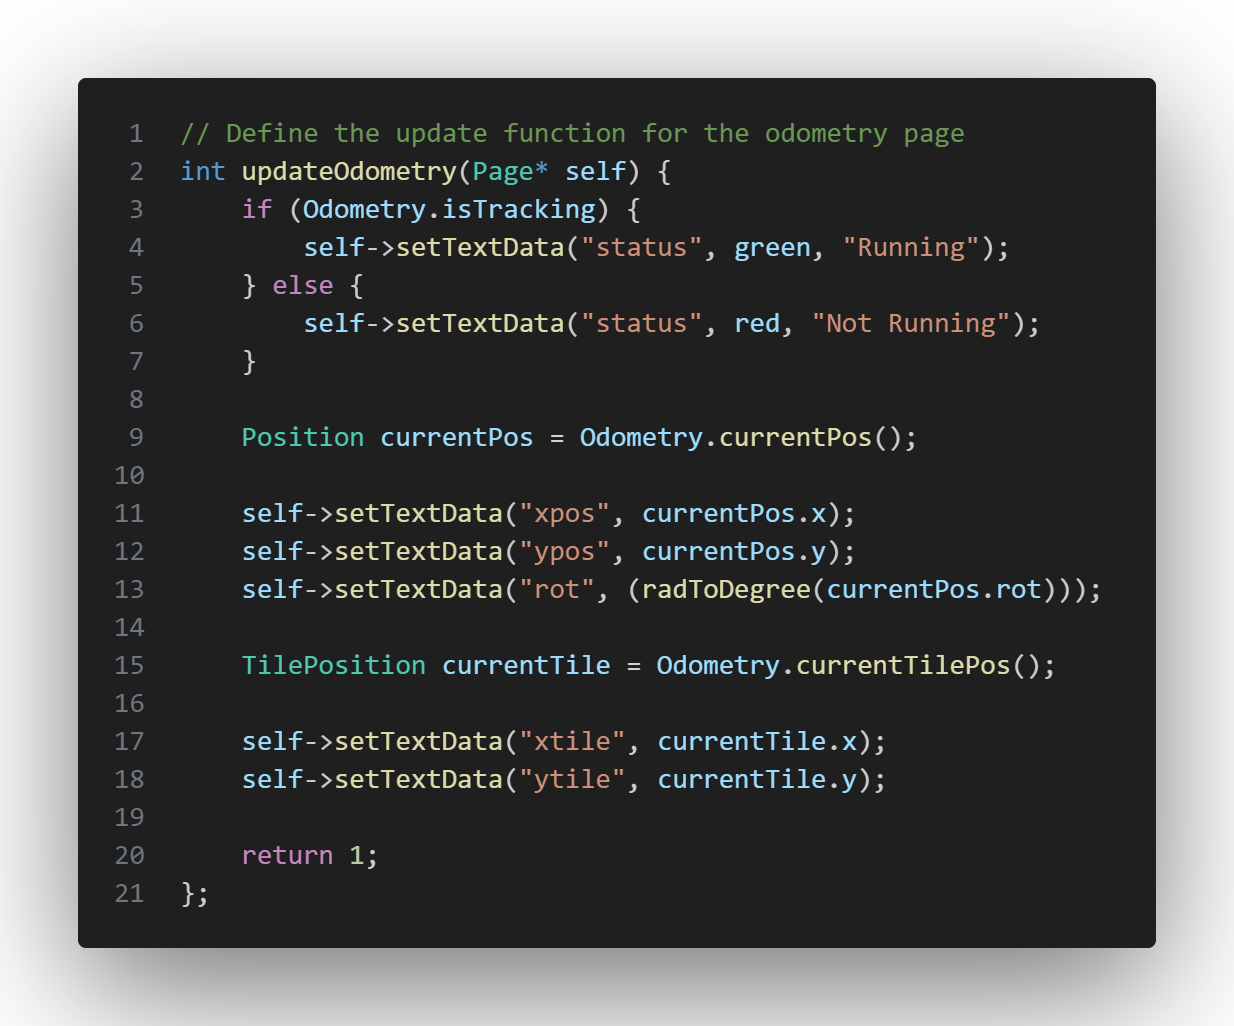 1 // Define the update function for the odometry page
2 int updateOdometry(Page* self) {
3     if (Odometry.isTracking) {
4         self->setTextData("status", green, "Running");
5     } else {
6         self->setTextData("status", red, "Not Running");
7     }
8
9     Position currentPos = Odometry.currentPos();
10
11     self->setTextData("xpos", currentPos.x);
12     self->setTextData("ypos", currentPos.y);
13     self->setTextData("rot", (radToDegree(currentPos.rot)));
14
15     TilePosition currentTile = Odometry.currentTilePos();
16
17     self->setTextData("xtile", currentTile.x);
18     self->setTextData("ytile", currentTile.y);
19
20     return 1;
21 };